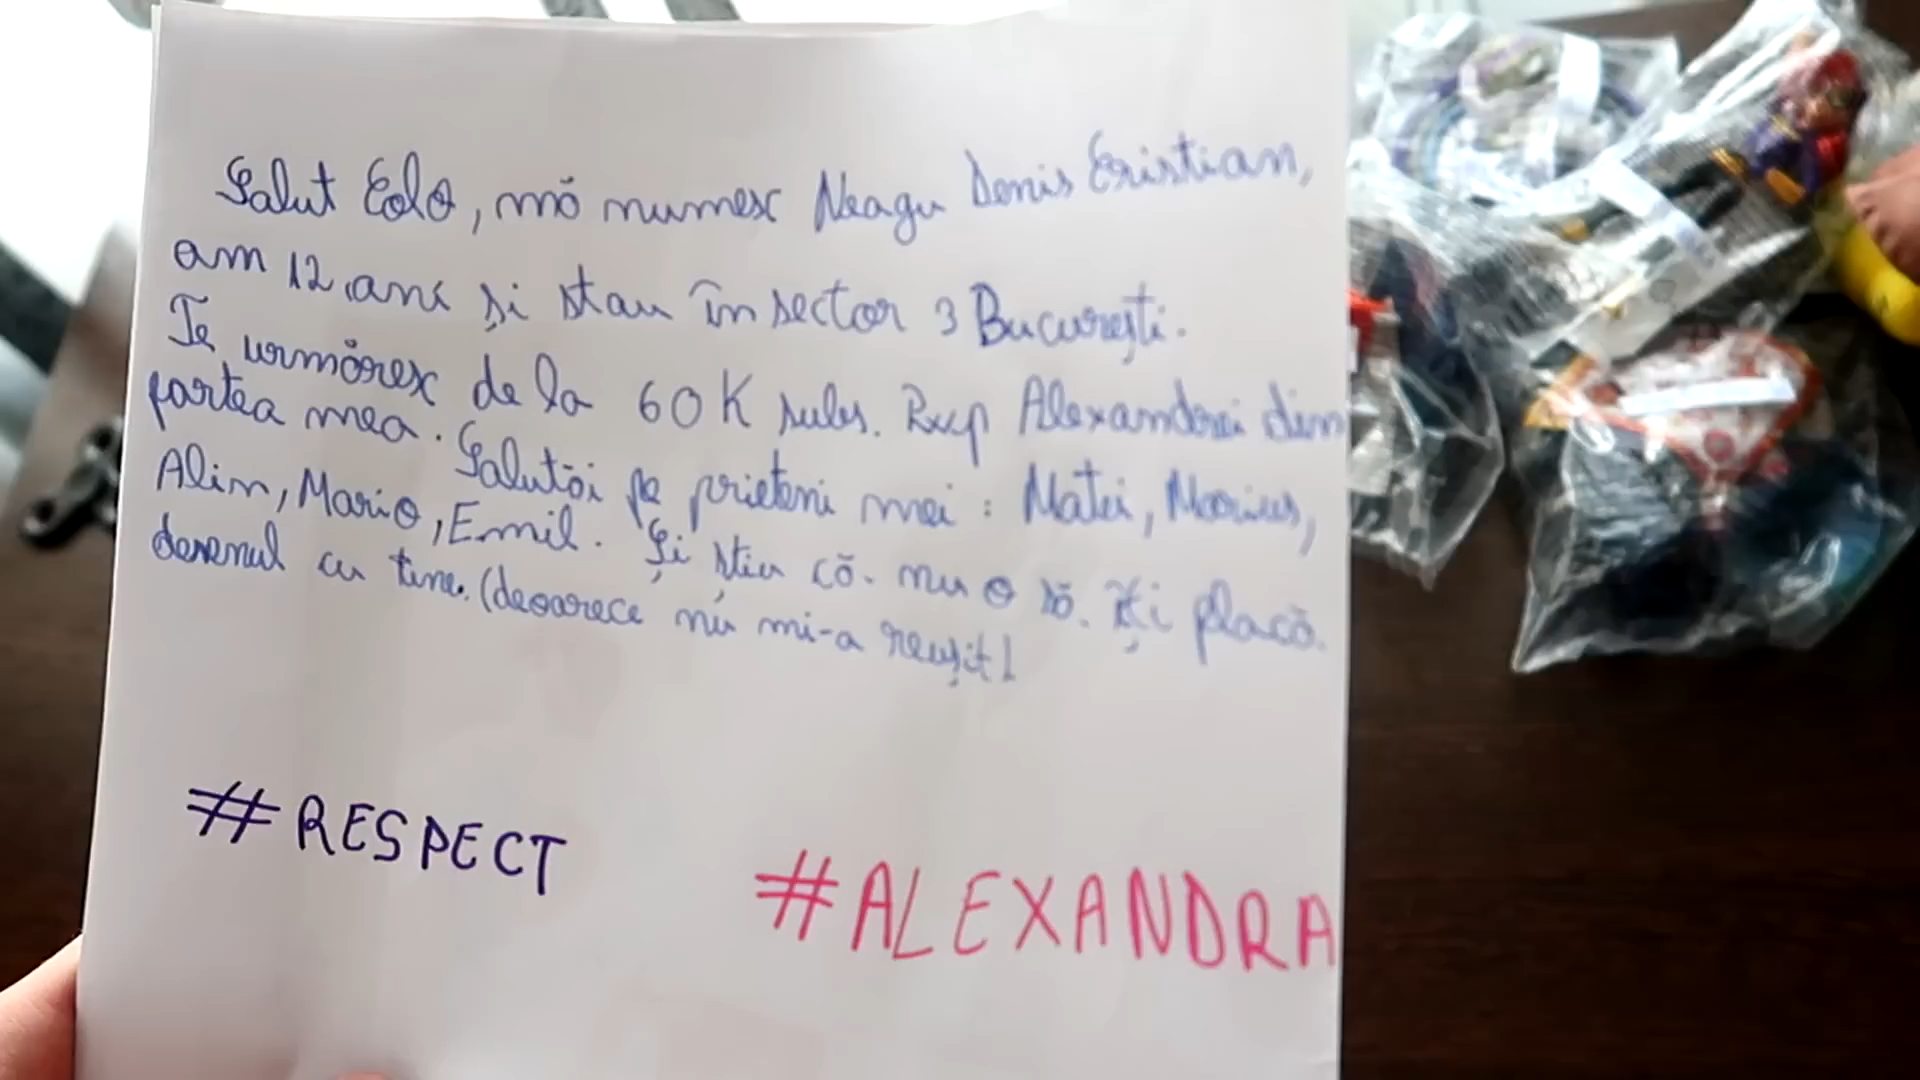 Salut Colo, mă numesc Neagu Denis Cristian,
am 12 ani și stau în sector 3 București.
Te urmăresc de la 60K subs. Rsp Alexandrei din
partea mea. Salutăi pe prieteni mei : Matei, Marius,
Alin, Mario, Emil. Și știu că nu o să. Îți placă.
desenul cu tine. (deoarece nu mi-a reușit)
#RESPECT
#ALEXANDRA